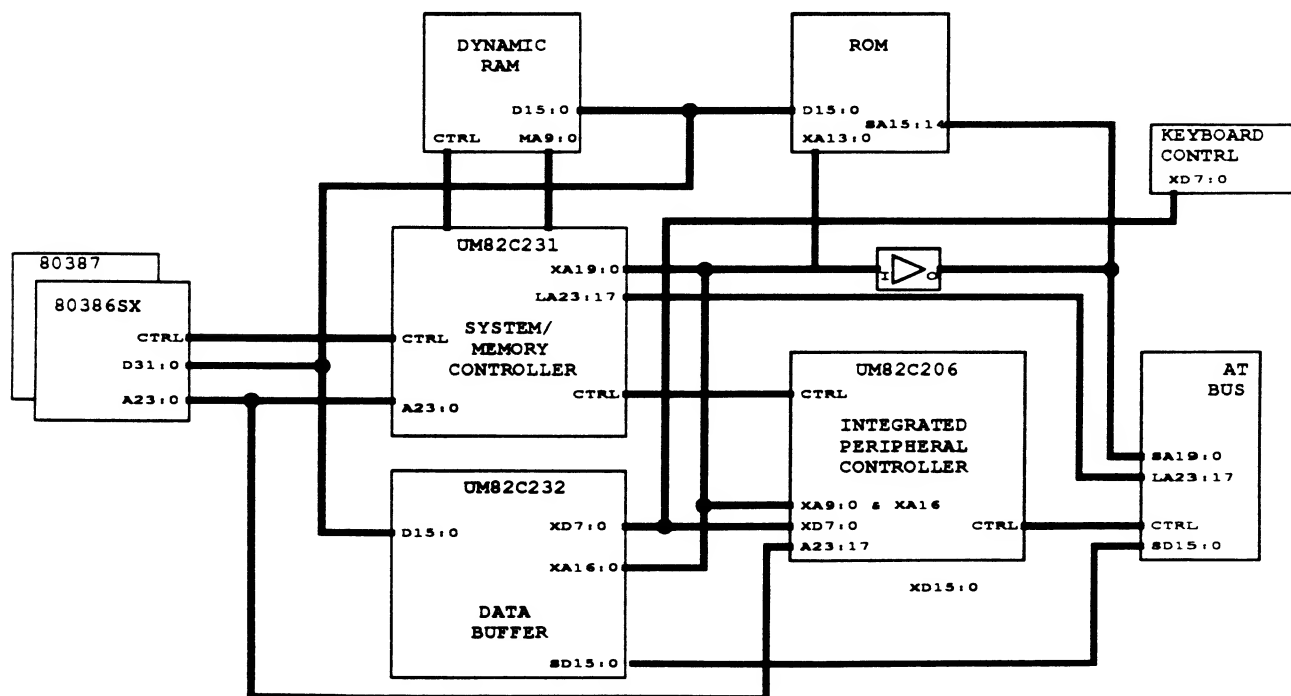 DYNAMIC
RAM
D15:0
CTRL
MA9:0
ROM
D15:0
SA15:14
XA13:0
KEYBOARD
CONTRL
XD7:0
80387
80386SX
CTRL
D31:0
A23:0
UM82C231
XA19:0
LA23:17
CTRL
SYSTEM/
MEMORY
CONTROLLER
CTRL
A23:0
I
O
UM82C206
CTRL
INTEGRATED
PERIPHERAL
CONTROLLER
XA9:0 & XA16
XD7:0
CTRL
A23:17
XD15:0
AT
BUS
SA19:0
LA23:17
CTRL
SD15:0
UM82C232
D15:0
XD7:0
XA16:0
DATA
BUFFER
SD15:0